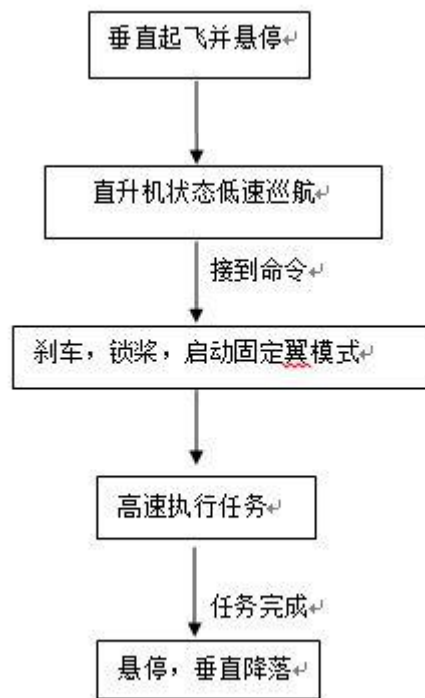 垂直起飞并悬停
直升机状态低速巡航
接到命令
刹车，锁桨，启动固定翼模式
高速执行任务
任务完成
悬停，垂直降落